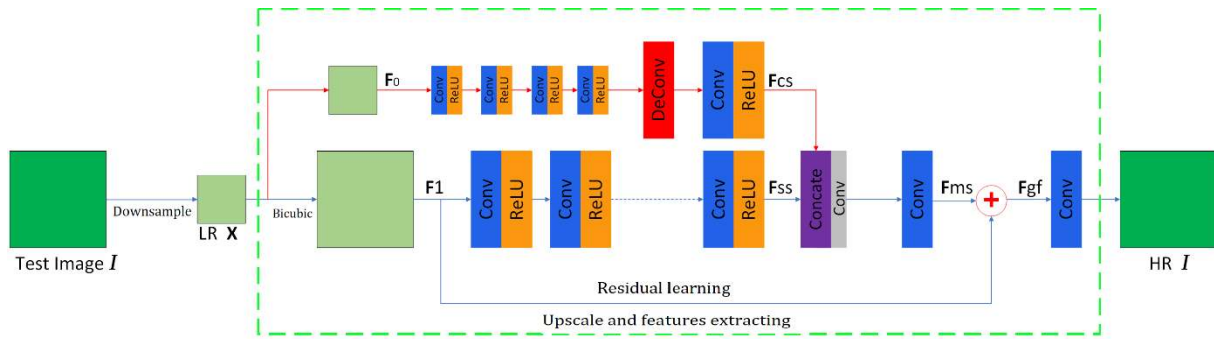 F0
Conv
ReLU
Conv
ReLU
Conv
ReLU
Conv
ReLU
DeConv
Conv
ReLU
Fcs
Test Image I
Downsample
LR X
Bicubic
F1
Conv
ReLU
Conv
ReLU
Conv
ReLU
Fss
Concate
Conv
Conv
Fms
+
Fgf
Conv
HR I
Residual learning
Upscale and features extracting